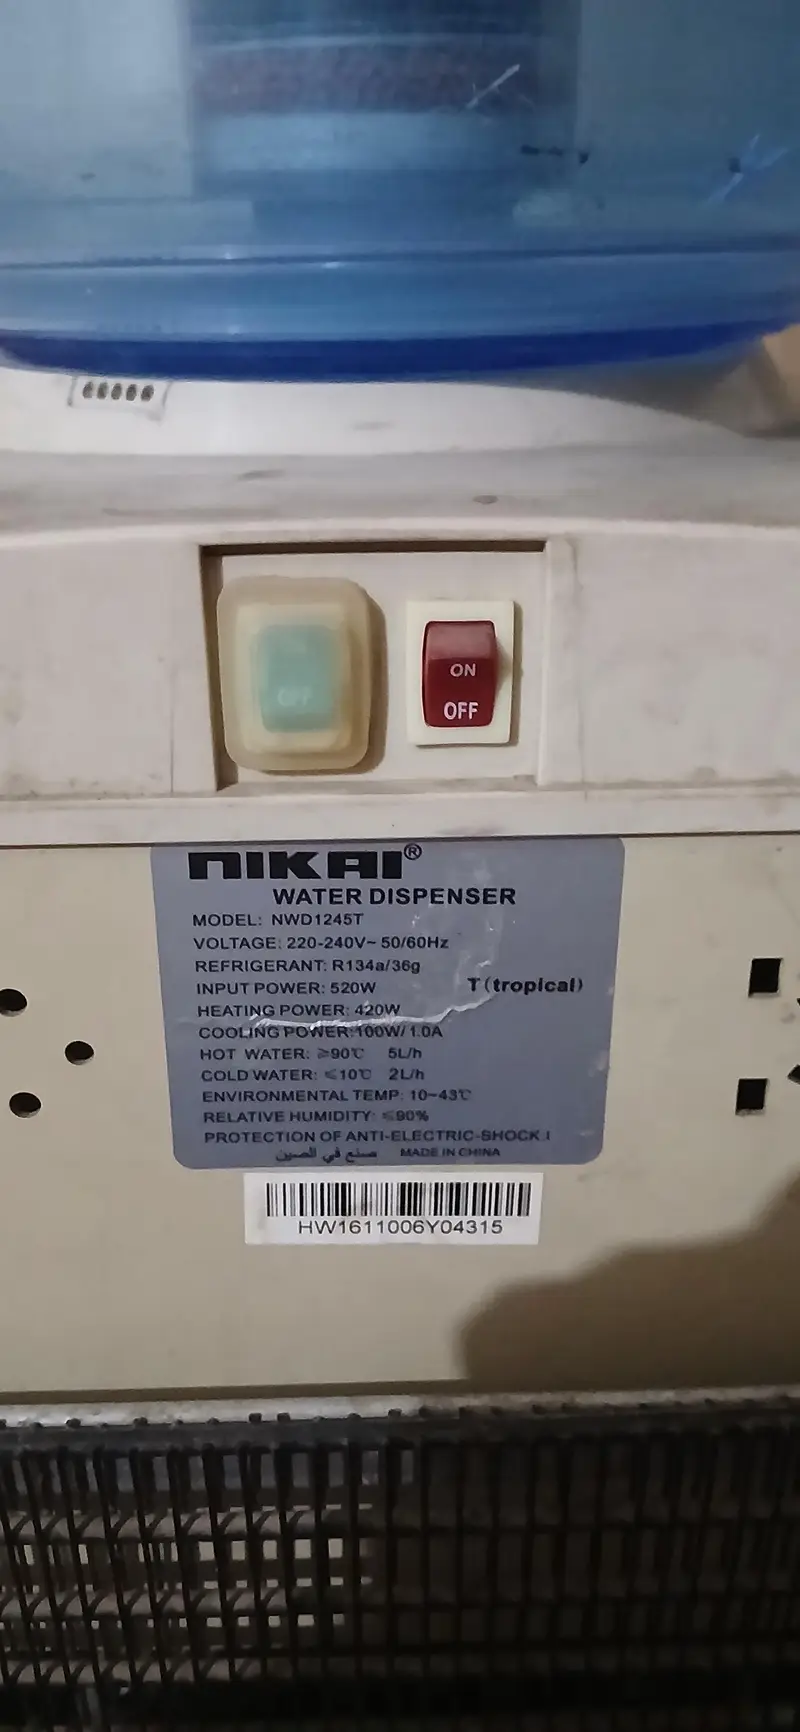 OFF
ON
OFF
NIKAI®
WATER DISPENSER
MODEL: NWD1245T
VOLTAGE: 220-240V~ 50/60Hz
REFRIGERANT: R134a/36g
INPUT POWER: 520W
T(tropical)
HEATING POWER: 420W
COOLING POWER:100W/1.0A
HOT WATER: ≥90℃ 5L/h
COLD WATER: ≤10℃ 2L/h
ENVIRONMENTAL TEMP: 10~43℃
RELATIVE HUMIDITY: ≤90%
PROTECTION OF ANTI-ELECTRIC-SHOCK:I
صنع في الصين MADE IN CHINA
HW1611006Y04315